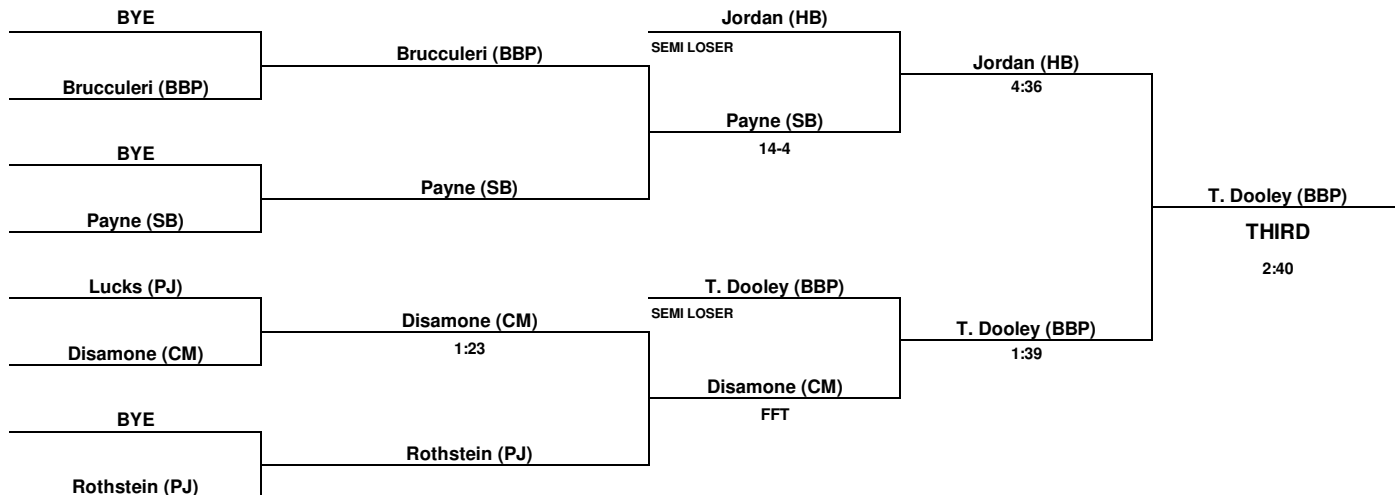 BYE
Jordan (HB)
Brucculeri (BBP)
SEMI LOSER
Jordan (HB)
Brucculeri (BBP)
4:36
Payne (SB)
BYE
14-4
Payne (SB)
T. Dooley (BBP)
Payne (SB)
THIRD
2:40
Lucks (PJ)
T. Dooley (BBP)
SEMI LOSER
Disamone (CM)
T. Dooley (BBP)
1:23
1:39
Disamone (CM)
Disamone (CM)
BYE
FFT
Rothstein (PJ)
Rothstein (PJ)